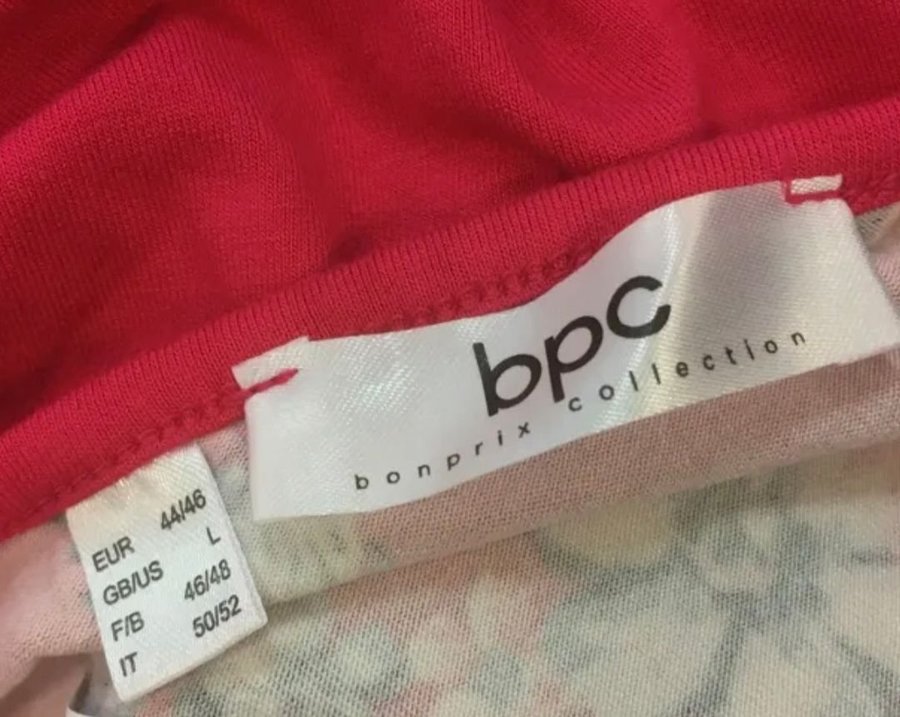 bpc
bonprix collection
EUR 44/46
GB/US L
F/B 46/48
IT 50/52